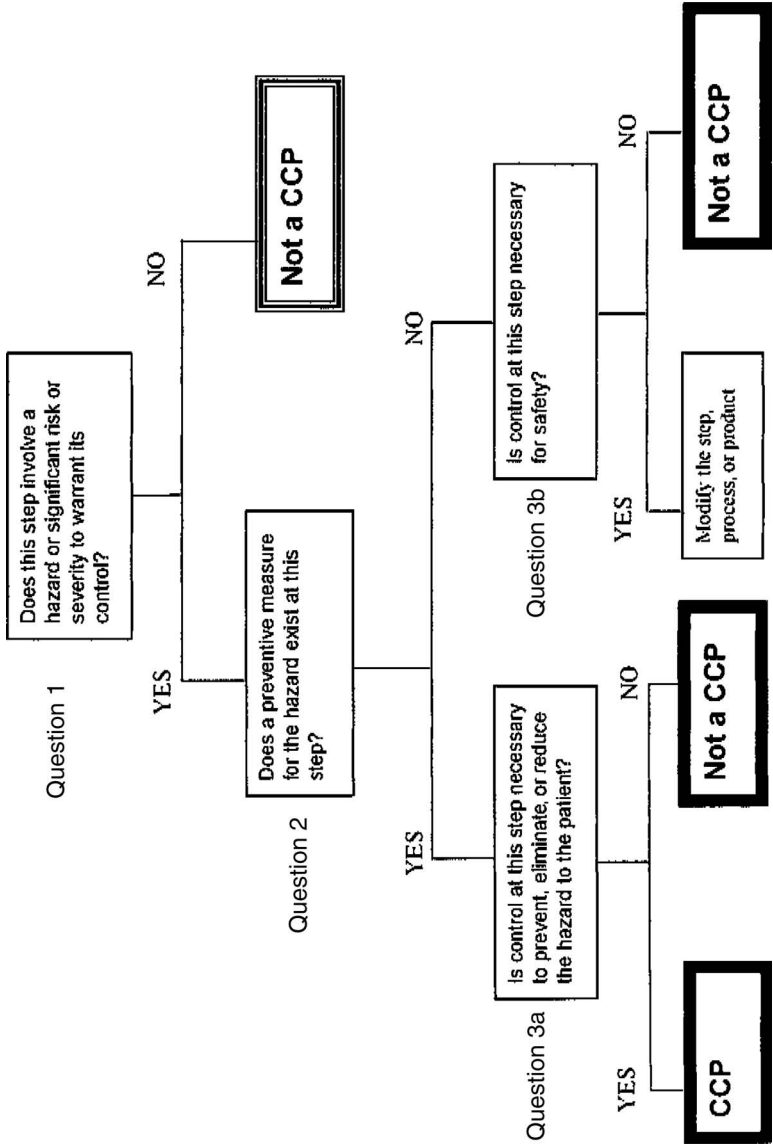 Question 1
Does this step involve a
hazard or significant risk or
severity to warrant its
control?
YES
NO
Question 2
Does a preventive measure
for the hazard exist at this
step?
Not a CCP
YES
NO
Question 3a
Is control at this step necessary
to prevent, eliminate, or reduce
the hazard to the patient?
Question 3b
Is control at this step necessary
for safety?
YES
NO
YES
NO
CCP
Not a CCP
Modify the step,
process, or product
Not a CCP